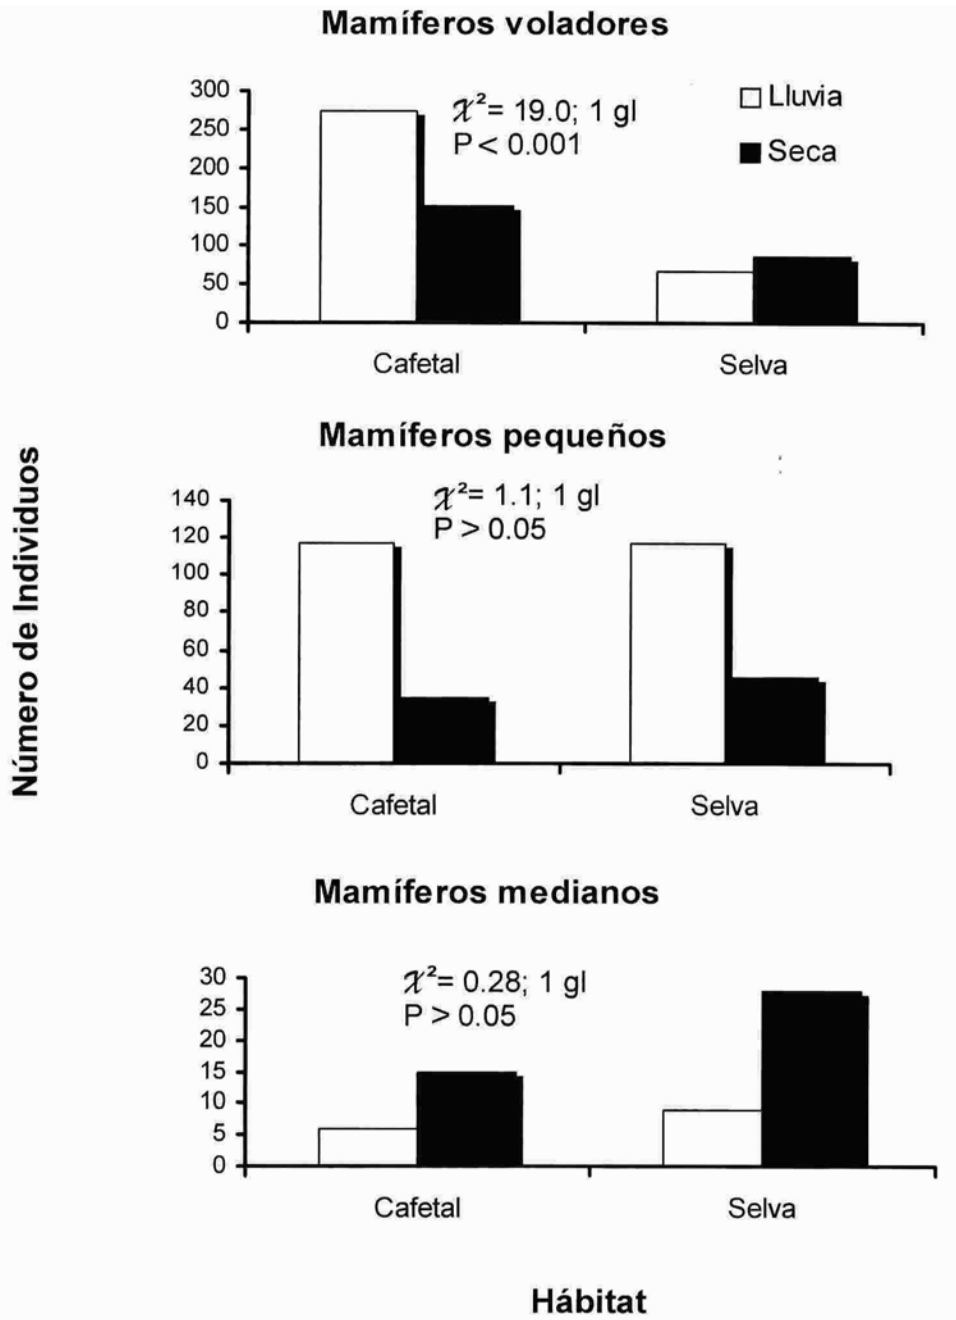 Mamíferos voladores
300
250
200
150
100
50
0
χ²= 19.0; 1 gl
P < 0.001
Lluvia
Seca
Cafetal
Selva
Mamíferos pequeños
140
120
100
80
60
40
20
0
χ²= 1.1; 1 gl
P > 0.05
Cafetal
Selva
Número de Individuos
Mamíferos medianos
30
25
20
15
10
5
0
χ²= 0.28; 1 gl
P > 0.05
Cafetal
Selva
Hábitat